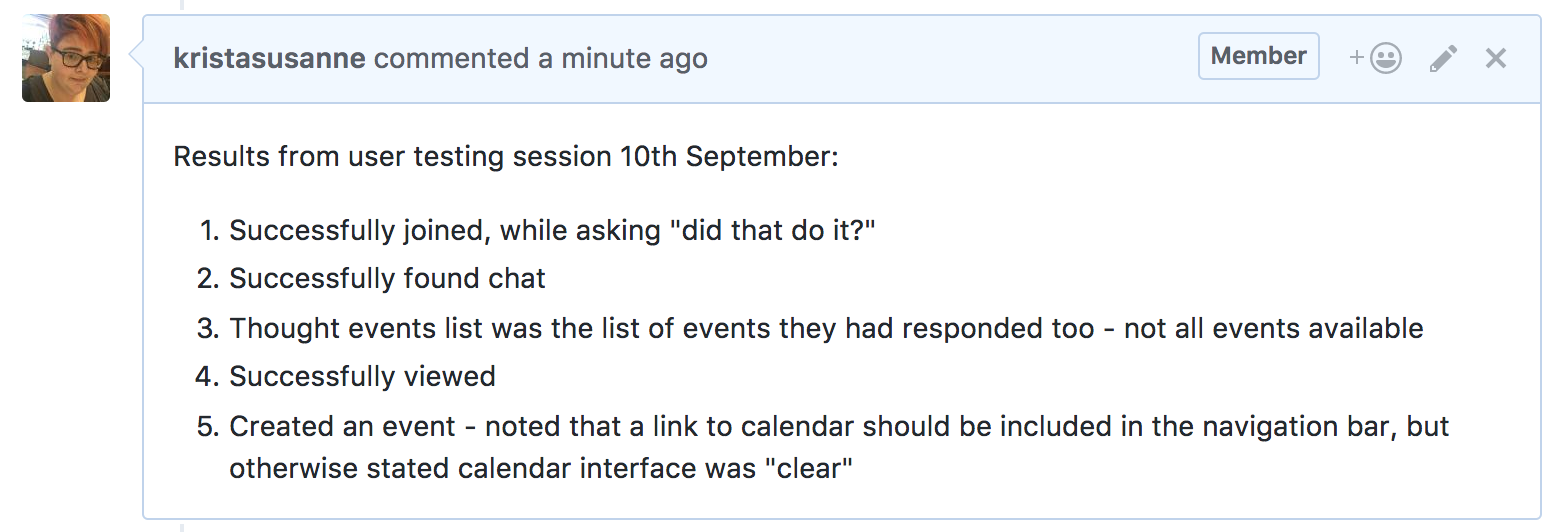 kristasusanne commented a minute ago Member
Results from user testing session 10th September:
1. Successfully joined, while asking "did that do it?"
2. Successfully found chat
3. Thought events list was the list of events they had responded too - not all events available
4. Successfully viewed
5. Created an event - noted that a link to calendar should be included in the navigation bar, but
otherwise stated calendar interface was "clear"